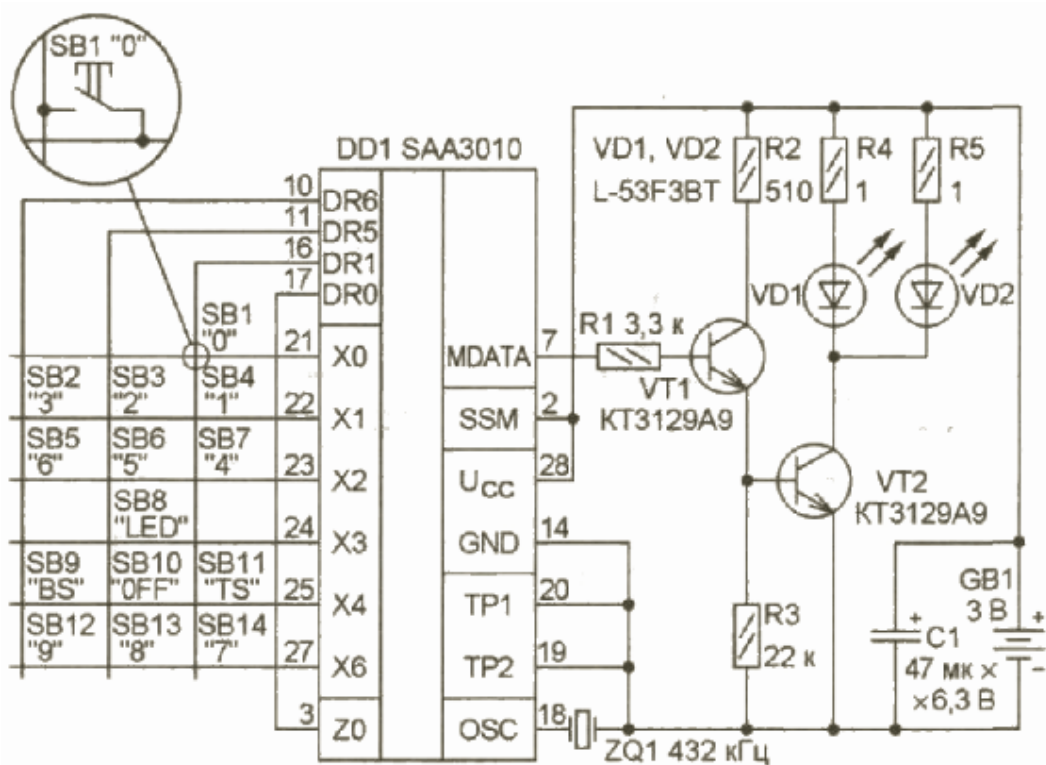 SB1 "0"
DD1 SAA3010
10
DR6
11
DR5
16
DR1
17
DR0
SB1
"0"
21
X0
SB2
"3"
SB3
"2"
SB4
"1"
22
X1
SB5
"6"
SB6
"5"
SB7
"4"
23
X2
SB8
"LED"
24
X3
SB9
"BS"
SB10
"0FF"
SB11
"TS"
25
X4
SB12
"9"
SB13
"8"
SB14
"7"
27
X6
3
Z0
MDATA
7
SSM
2
UCC
28
GND
14
TP1
20
TP2
19
OSC
18
ZQ1 432 кГц
VD1, VD2
L-53F3BT
R2
510
R4
1
R5
1
VD1
VD2
R1 3,3 к
VT1
КТ3129А9
VT2
КТ3129А9
R3
22 к
+
C1
47 мк ×
×6,3 В
GB1
3 В
+
−